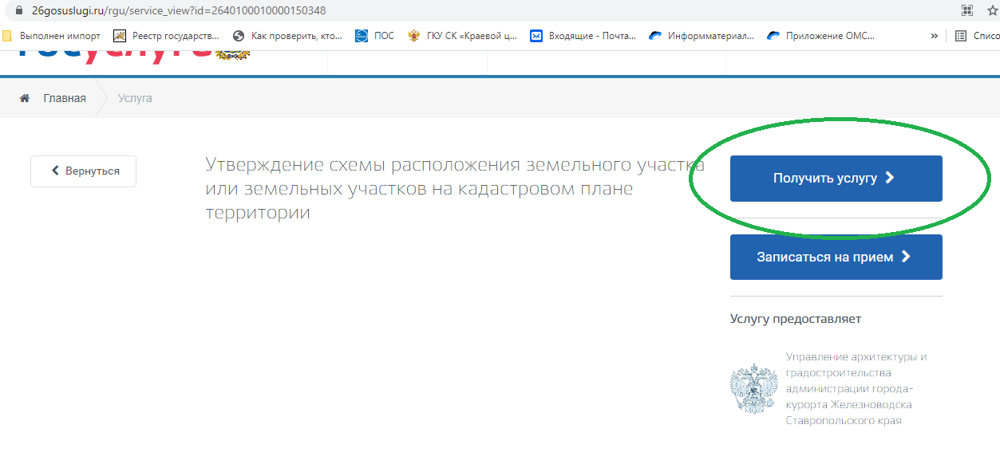 26gosuslugi.ru/rgu/service_view?id=2640100010000150348
Выполнен импорт Реестр государств... Как проверить, кто... ПОС ГКУ СК «Краевой ц... Входящие - Почта... Информматериал... Приложение ОМС... » Списо
госуслуги
Главная Услуга
Вернуться
Утверждение схемы расположения земельного участка
или земельных участков на кадастровом плане
территории
Получить услугу
Записаться на прием
Услугу предоставляет
Управление архитектуры и
градостроительства
администрации города-
курорта Железноводска
Ставропольского края